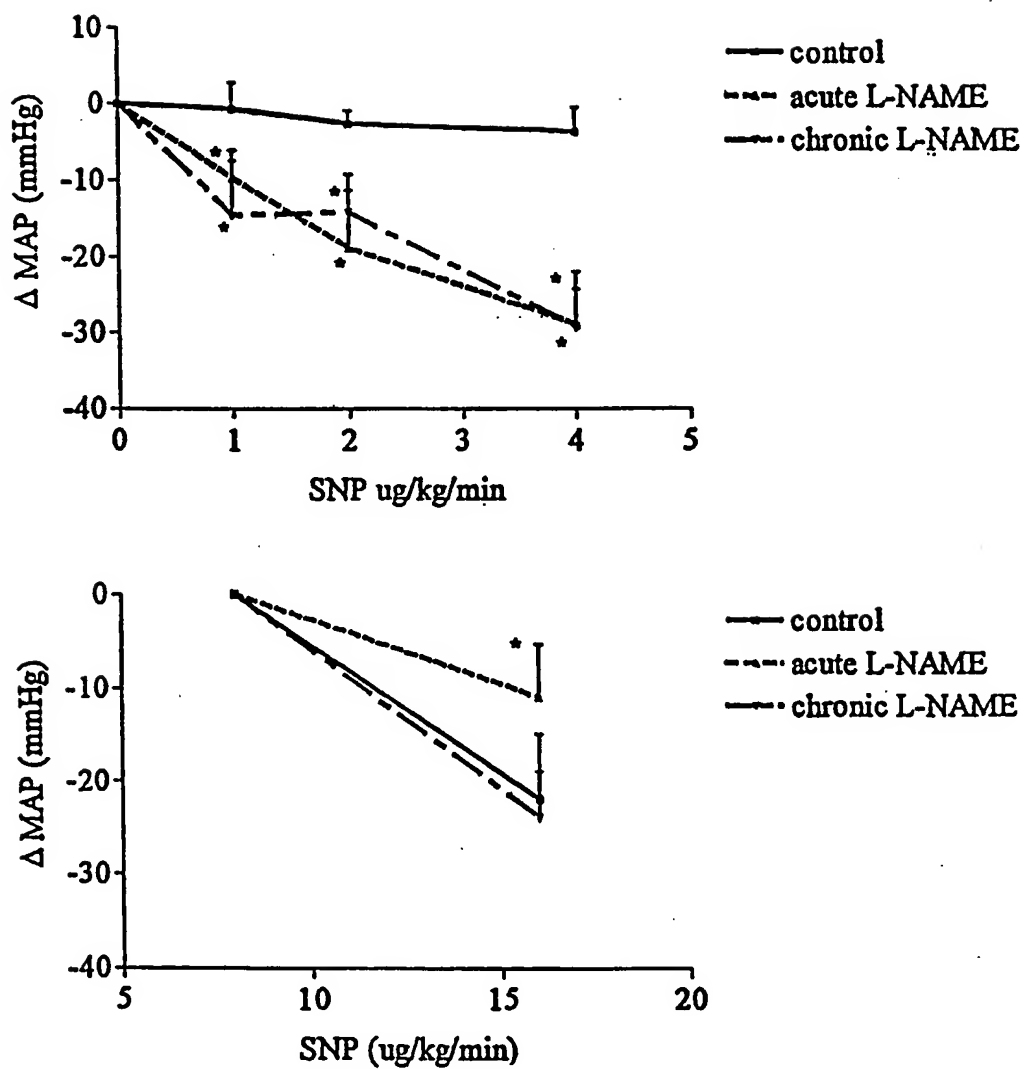 10
0
-10
-20
-30
-40
Δ MAP (mmHg)
0 1 2 3 4 5
SNP ug/kg/min
control
acute L-NAME
chronic L-NAME
* * * * * *
0
-10
-20
-30
-40
Δ MAP (mmHg)
5 10 15 20
SNP (ug/kg/min)
control
acute L-NAME
chronic L-NAME
*